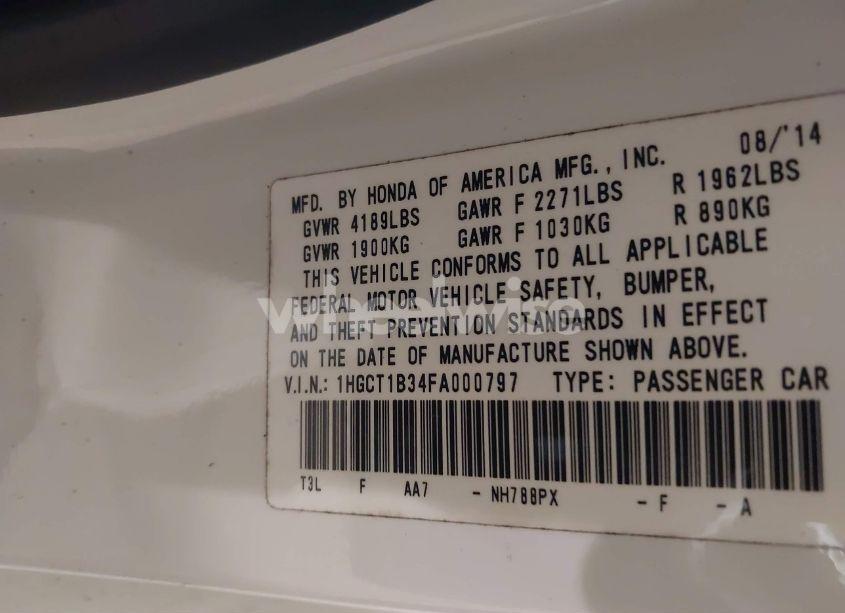 08/'14
MFD. BY HONDA OF AMERICA MFG., INC.
GVWR 4189LBS GAWR F 2271LBS R 1962LBS
GVWR 1900KG GAWR F 1030KG R 890KG
THIS VEHICLE CONFORMS TO ALL APPLICABLE
FEDERAL MOTOR VEHICLE SAFETY, BUMPER,
AND THEFT PREVENTION STANDARDS IN EFFECT
ON THE DATE OF MANUFACTURE SHOWN ABOVE.
V.I.N.: 1HGCT1B34FA000797 TYPE: PASSENGER CAR
T3L F AA7 - NH788PX - F - A
wheelwise